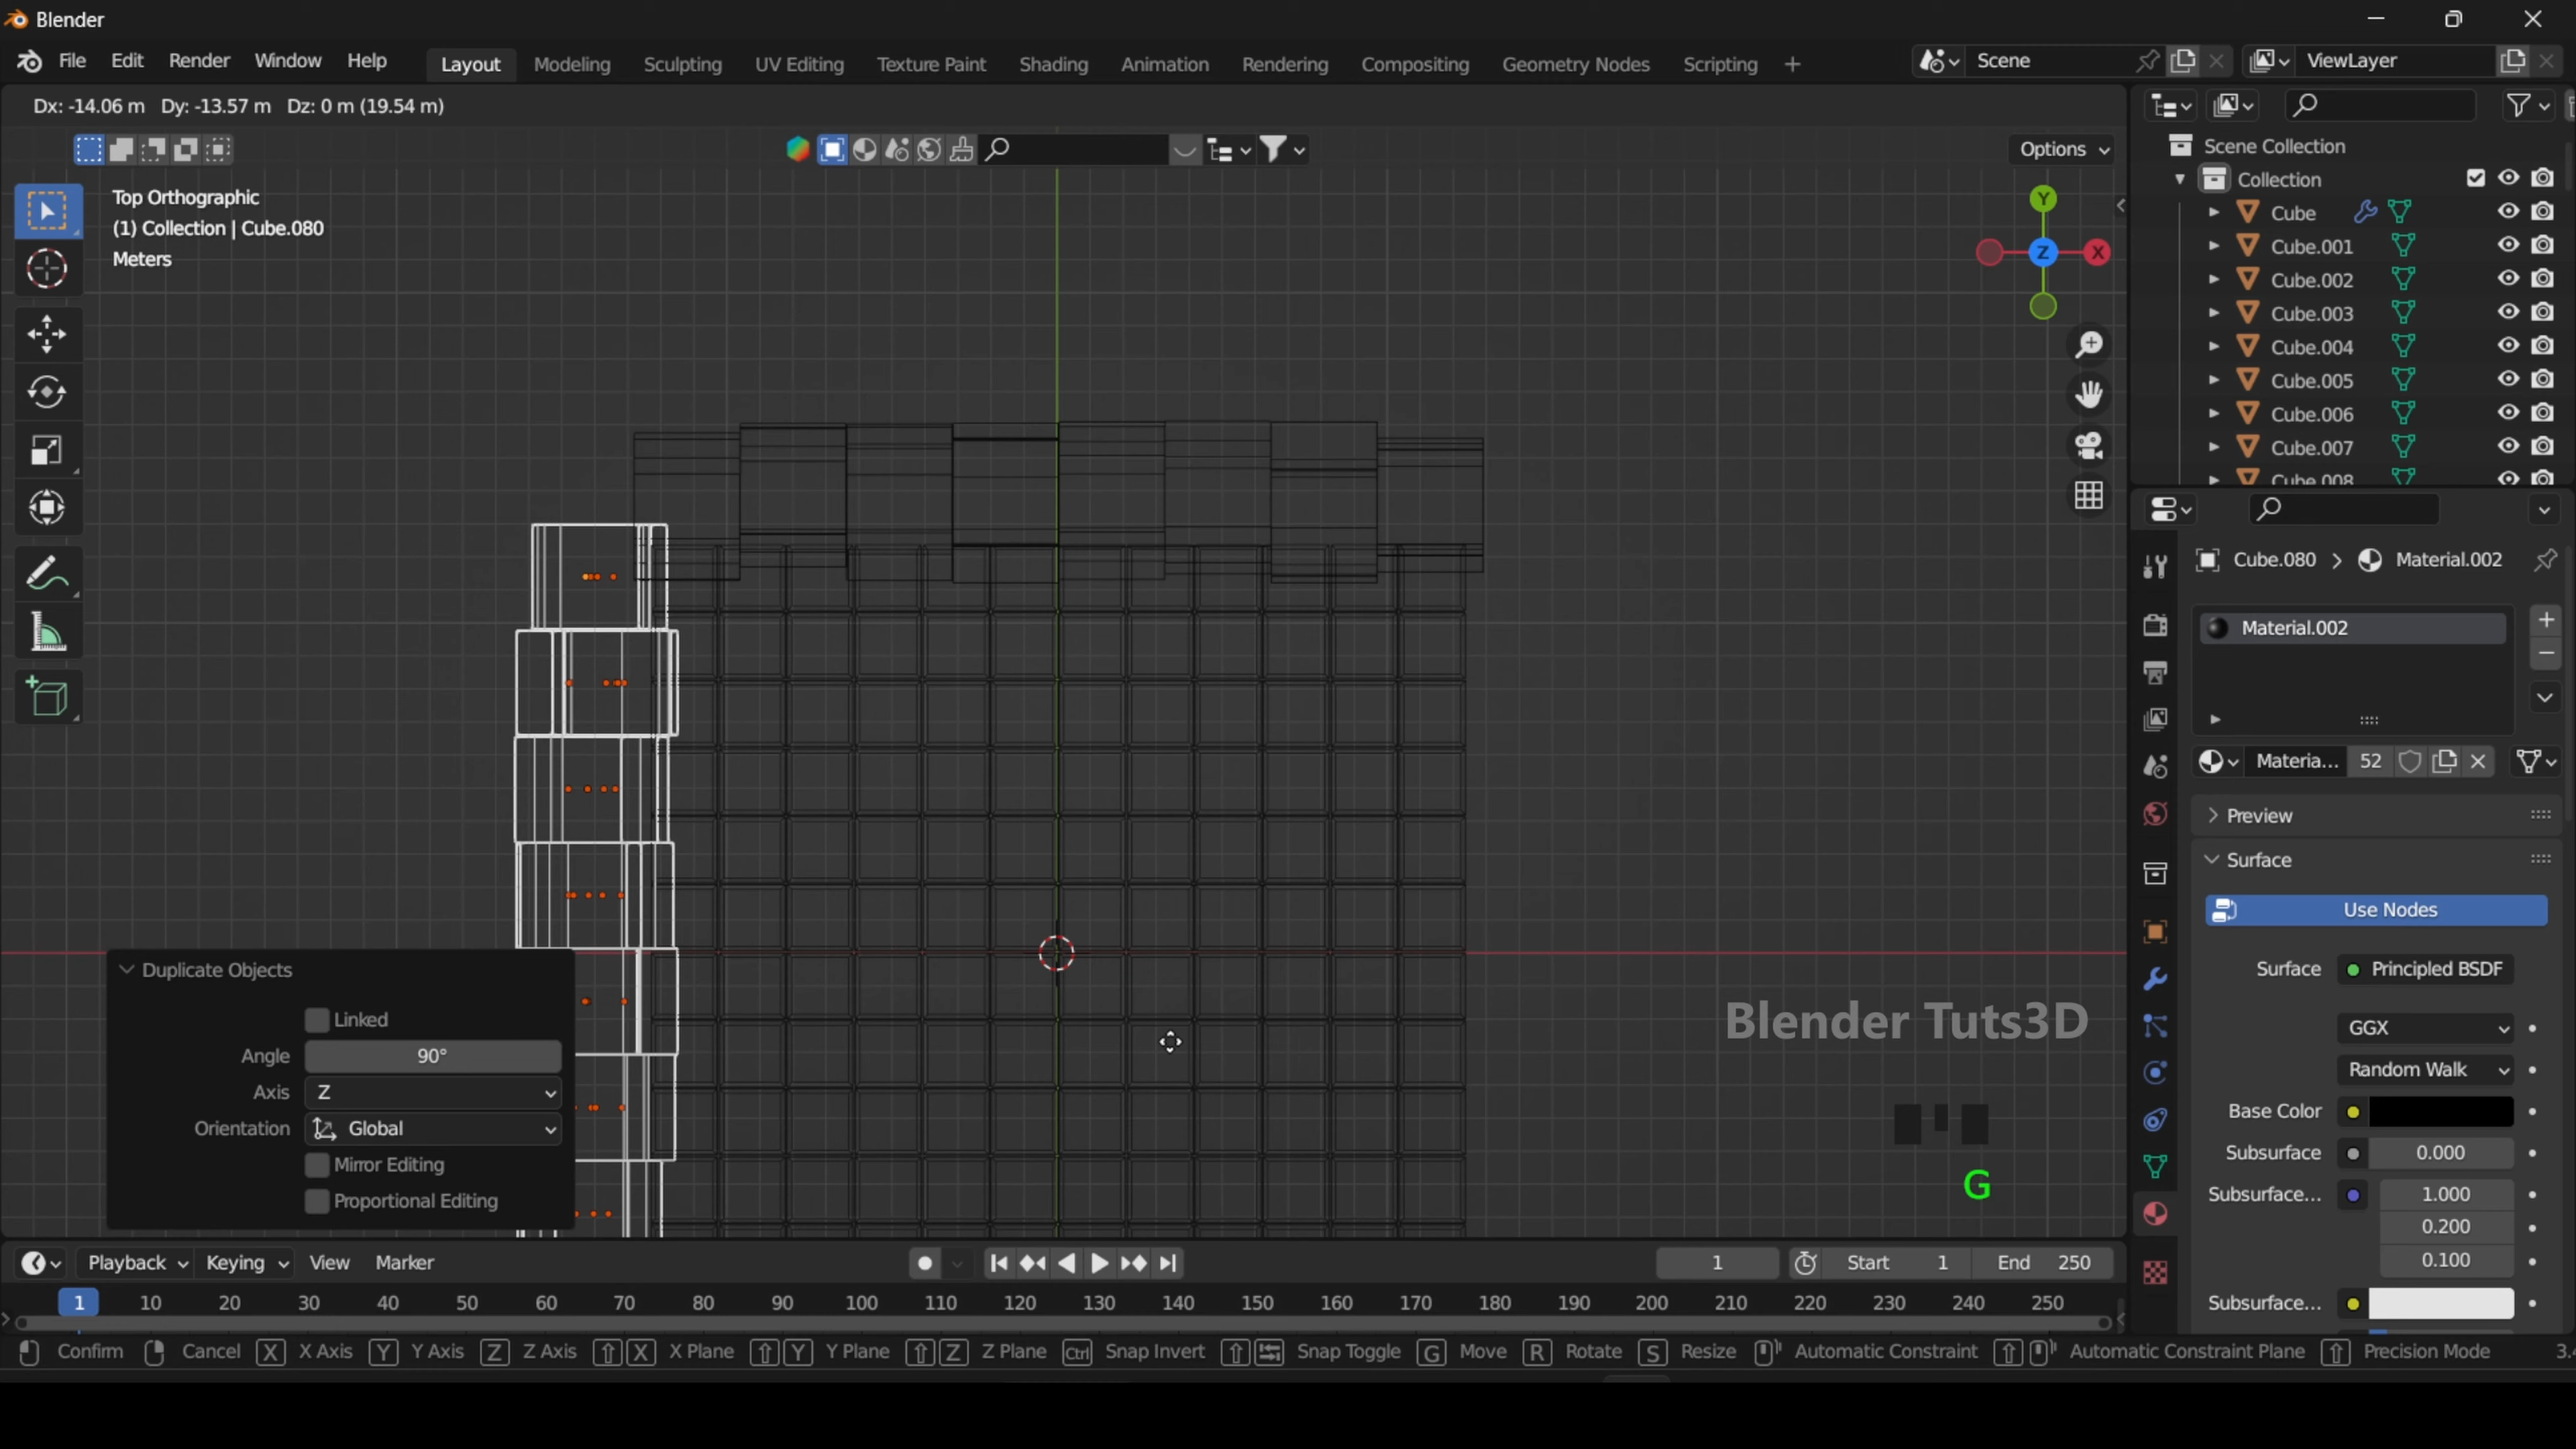 Blender
File Edit Render Window Help Layout Modeling Sculpting UV Editing Texture Paint Shading Animation Rendering Compositing Geometry Nodes Scripting + Scene ViewLayer
Dx: -14.06 m Dy: -13.57 m Dz: 0 m (19.54 m)
Options
Top Orthographic
(1) Collection | Cube.080
Meters
Y
Z
X
Scene Collection
Collection
Cube
Cube.001
Cube.002
Cube.003
Cube.004
Cube.005
Cube.006
Cube.007
Cube.008
Cube.080 > Material.002
Material.002
Materia... 52
Preview
Surface
Use Nodes
Surface Principled BSDF
GGX
Random Walk
Base Color
Subsurface 0.000
Subsurface... 1.000
0.200
0.100
Subsurface...
Duplicate Objects
Linked
Angle 90°
Axis Z
Orientation Global
Mirror Editing
Proportional Editing
Blender Tuts3D
G
Playback Keying View Marker 1 Start 1 End 250
1 10 20 30 40 50 60 70 80 90 100 110 120 130 140 150 160 170 180 190 200 210 220 230 240 250
Confirm Cancel X X Axis Y Y Axis Z Z Axis X X Plane Y Y Plane Z Z Plane Ctrl Snap Invert Snap Toggle G Move R Rotate S Resize Automatic Constraint Automatic Constraint Plane Precision Mode